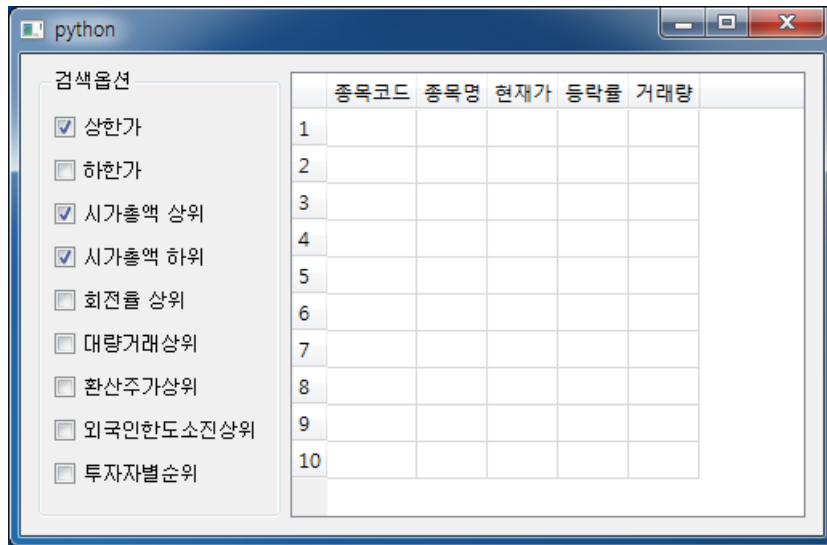 python
검색옵션
상한가
하한가
시가총액 상위
시가총액 하위
회전율 상위
대량거래상위
환산주가상위
외국인한도소진상위
투자자별순위
종목코드 종목명 현재가 등락률 거래량
1
2
3
4
5
6
7
8
9
10